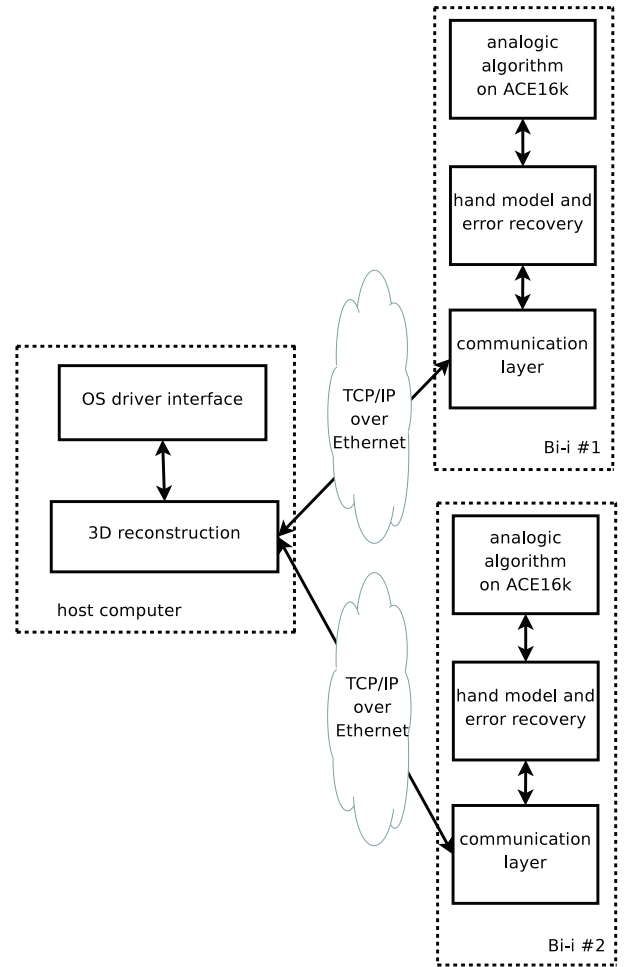 analogic
algorithm
on ACE16k
hand model and
error recovery
communication
layer
Bi-i #1
TCP/IP
over
Ethernet
OS driver interface
3D reconstruction
host computer
TCP/IP
over
Ethernet
analogic
algorithm
on ACE16k
hand model and
error recovery
communication
layer
Bi-i #2